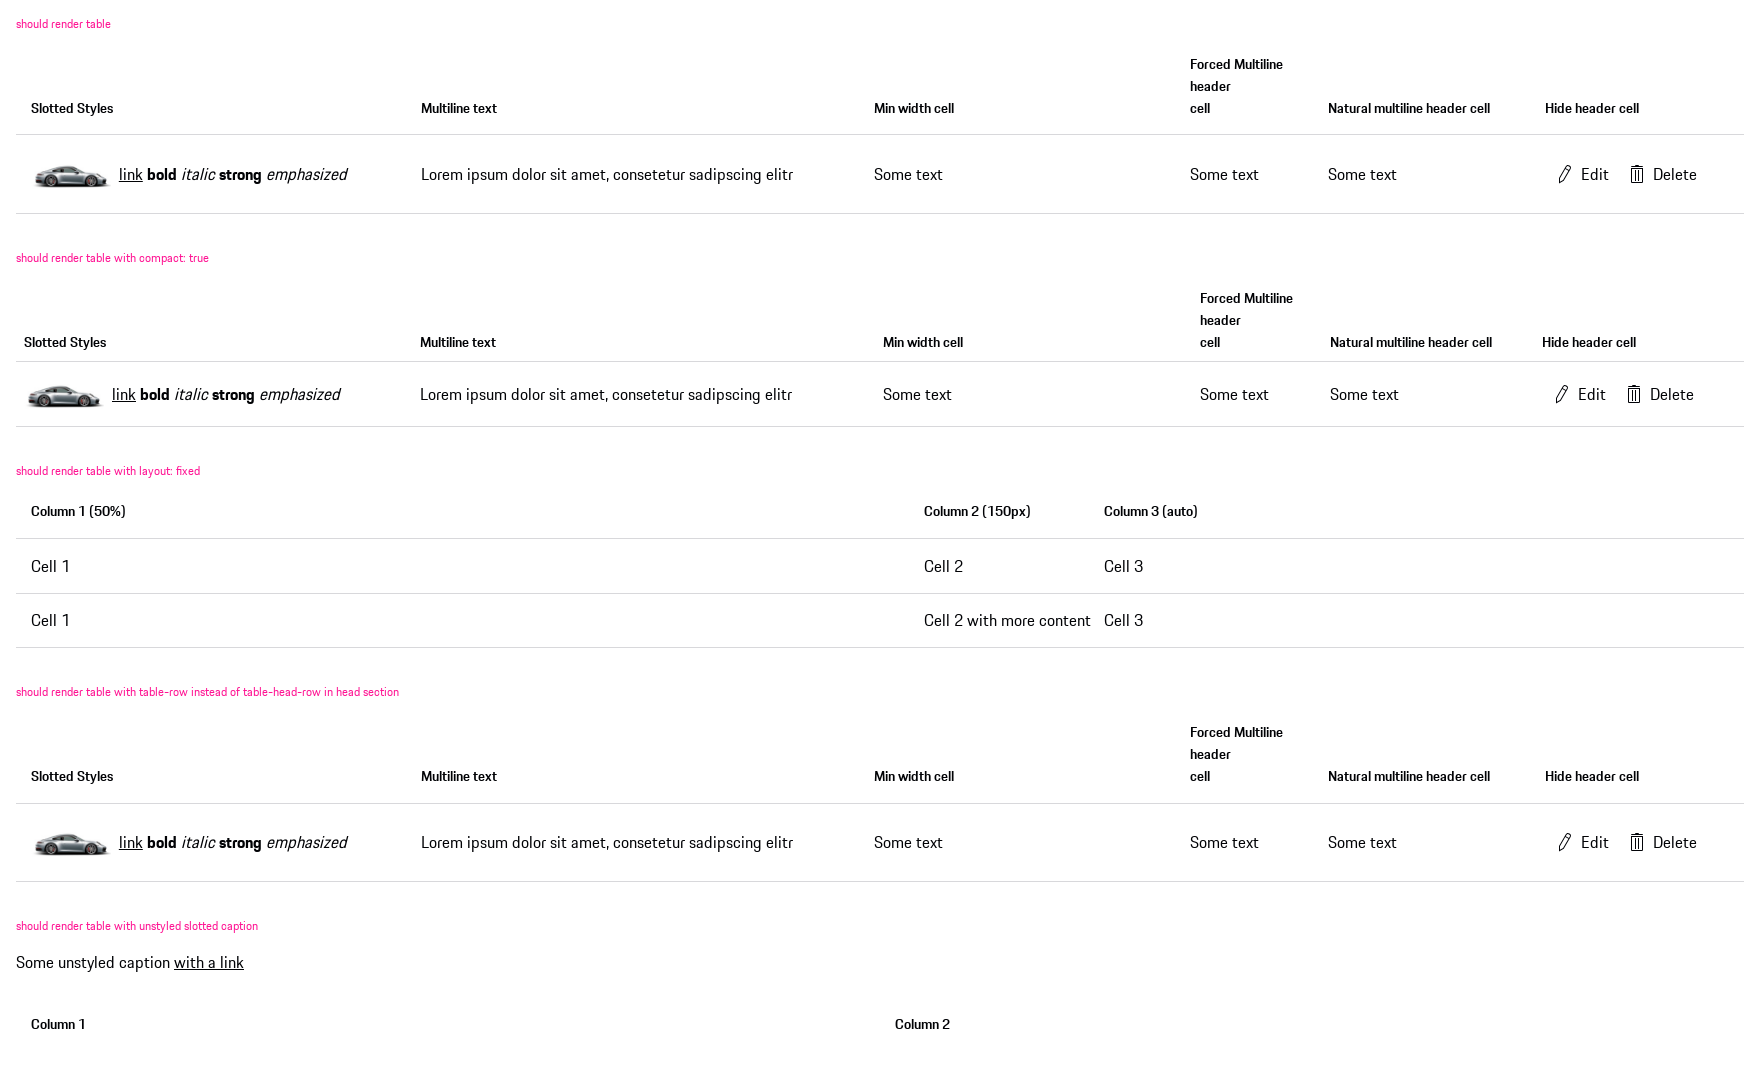 should render table
Forced Multiline
header
Slotted Styles Multiline text Min width cell cell Natural multiline header cell Hide header cell
link bold italic strong emphasized Lorem ipsum dolor sit amet, consetetur sadipscing elitr Some text Some text Some text Edit Delete
should render table with compact: true
Forced Multiline
header
Slotted Styles Multiline text Min width cell cell Natural multiline header cell Hide header cell
link bold italic strong emphasized Lorem ipsum dolor sit amet, consetetur sadipscing elitr Some text Some text Some text Edit Delete
should render table with layout: fixed
Column 1 (50%) Column 2 (150px) Column 3 (auto)
Cell 1 Cell 2 Cell 3
Cell 1 Cell 2 with more content Cell 3
should render table with table-row instead of table-head-row in head section
Forced Multiline
header
Slotted Styles Multiline text Min width cell cell Natural multiline header cell Hide header cell
link bold italic strong emphasized Lorem ipsum dolor sit amet, consetetur sadipscing elitr Some text Some text Some text Edit Delete
should render table with unstyled slotted caption
Some unstyled caption with a link
Column 1 Column 2